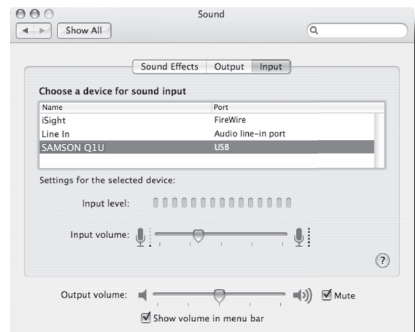 Sound
Show All
Sound Effects Output Input
Choose a device for sound input
Name Port
iSight FireWire
Line In Audio line-in port
SAMSON Q1U USB
Settings for the selected device:
Input level:
Input volume:
?
Output volume: Mute
Show volume in menu bar